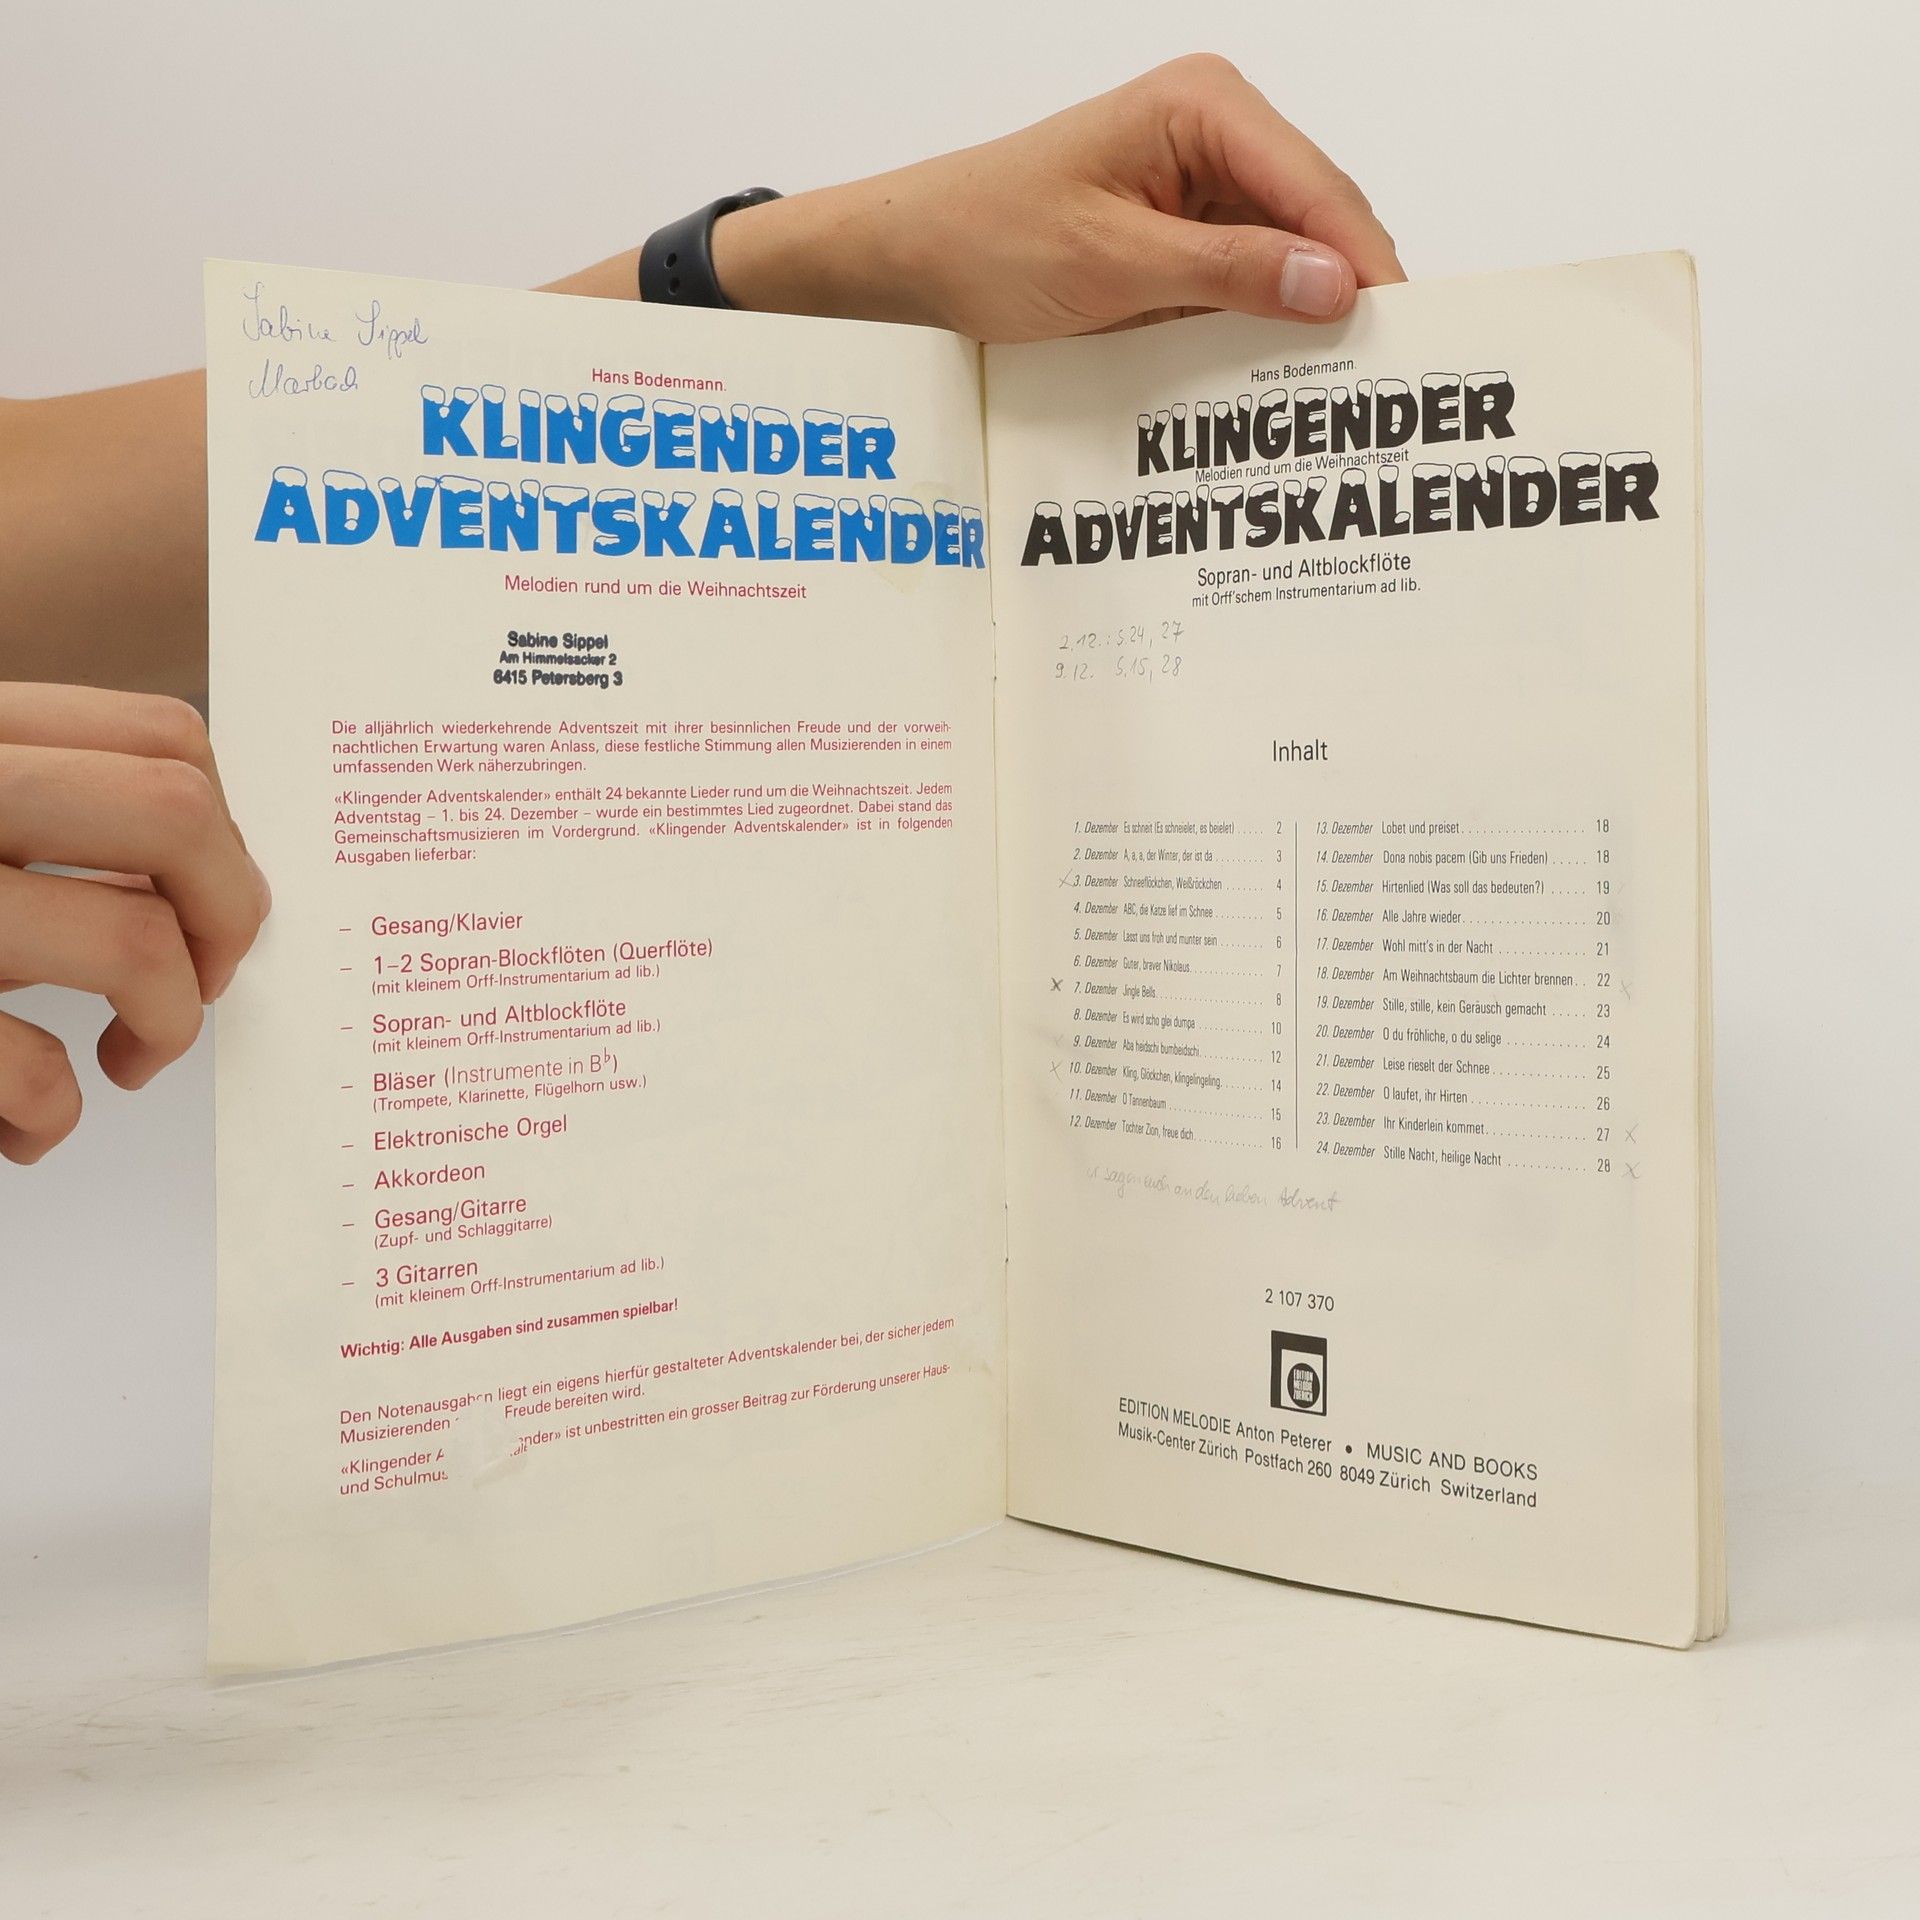 Sabine Sippel
Marbach
Hans Bodenmann
KLINGENDER
ADVENTSKALENDER
Melodien rund um die Weihnachtszeit
Sabine Sippel
Am Himmelsacker 2
6415 Petersberg 3
Die alljährlich wiederkehrende Adventszeit mit ihrer besinnlichen Freude und der vorweih-
nachtlichen Erwartung waren Anlass, diese festliche Stimmung allen Musizierenden in einem
umfassenden Werk näherzubringen.
«Klingender Adventskalender» enthält 24 bekannte Lieder rund um die Weihnachtszeit. Jedem
Adventstag – 1. bis 24. Dezember – wurde ein bestimmtes Lied zugeordnet. Dabei stand das
Gemeinschaftsmusizieren im Vordergrund. «Klingender Adventskalender» ist in folgenden
Ausgaben lieferbar:
– Gesang/Klavier
– 1–2 Sopran-Blockflöten (Querflöte)
(mit kleinem Orff-Instrumentarium ad lib.)
– Sopran- und Altblockflöte
(mit kleinem Orff-Instrumentarium ad lib.)
– Bläser (Instrumente in B♭)
(Trompete, Klarinette, Flügelhorn usw.)
– Elektronische Orgel
– Akkordeon
– Gesang/Gitarre
(Zupf- und Schlaggitarre)
– 3 Gitarren
(mit kleinem Orff-Instrumentarium ad lib.)
Wichtig: Alle Ausgaben sind zusammen spielbar!
Den Notenausgaben liegt ein eigens hierfür gestalteter Adventskalender bei, der sicher jedem
Musizierenden Freude bereiten wird.
«Klingender A ender» ist unbestritten ein grosser Beitrag zur Förderung unserer Haus-
und Schulmus
Hans Bodenmann
KLINGENDER
Melodien rund um die Weihnachtszeit
ADVENTSKALENDER
Sopran- und Altblockflöte
mit Orff'schem Instrumentarium ad lib.
2.12.: S.24, 27
9.12. S.15, 28
Inhalt
1. Dezember Es schneit (Es schneielet, es beielet) ..... 2
2. Dezember A, a, a, der Winter, der ist da ......... 3
3. Dezember Schneeflöckchen, Weißröckchen ....... 4
4. Dezember ABC, die Katze lief im Schnee ......... 5
5. Dezember Lasst uns froh und munter sein ........ 6
6. Dezember Guter, braver Nikolaus ............ 7
7. Dezember Jingle Bells ................ 8
8. Dezember Es wird scho glei dumpa ........... 10
9. Dezember Aba heidschi bumbeidschi .......... 12
10. Dezember Kling, Glöckchen, klingelingeling ....... 14
11. Dezember O Tannenbaum ............... 15
12. Dezember Tochter Zion, freue dich ........... 16
13. Dezember Lobet und preiset ............... 18
14. Dezember Dona nobis pacem (Gib uns Frieden) ..... 18
15. Dezember Hirtenlied (Was soll das bedeuten?) ..... 19
16. Dezember Alle Jahre wieder ............... 20
17. Dezember Wohl mitt's in der Nacht ........... 21
18. Dezember Am Weihnachtsbaum die Lichter brennen .. 22
19. Dezember Stille, stille, kein Geräusch gemacht ..... 23
20. Dezember O du fröhliche, o du selige .......... 24
21. Dezember Leise rieselt der Schnee ............ 25
22. Dezember O laufet, ihr Hirten .............. 26
23. Dezember Ihr Kinderlein kommet ............ 27
24. Dezember Stille Nacht, heilige Nacht .......... 28
sagen euch an den lieben Advent
2 107 370
EDITION MELODIE ZUERICH
EDITION MELODIE Anton Peterer • MUSIC AND BOOKS
Musik-Center Zürich Postfach 260 8049 Zürich Switzerland